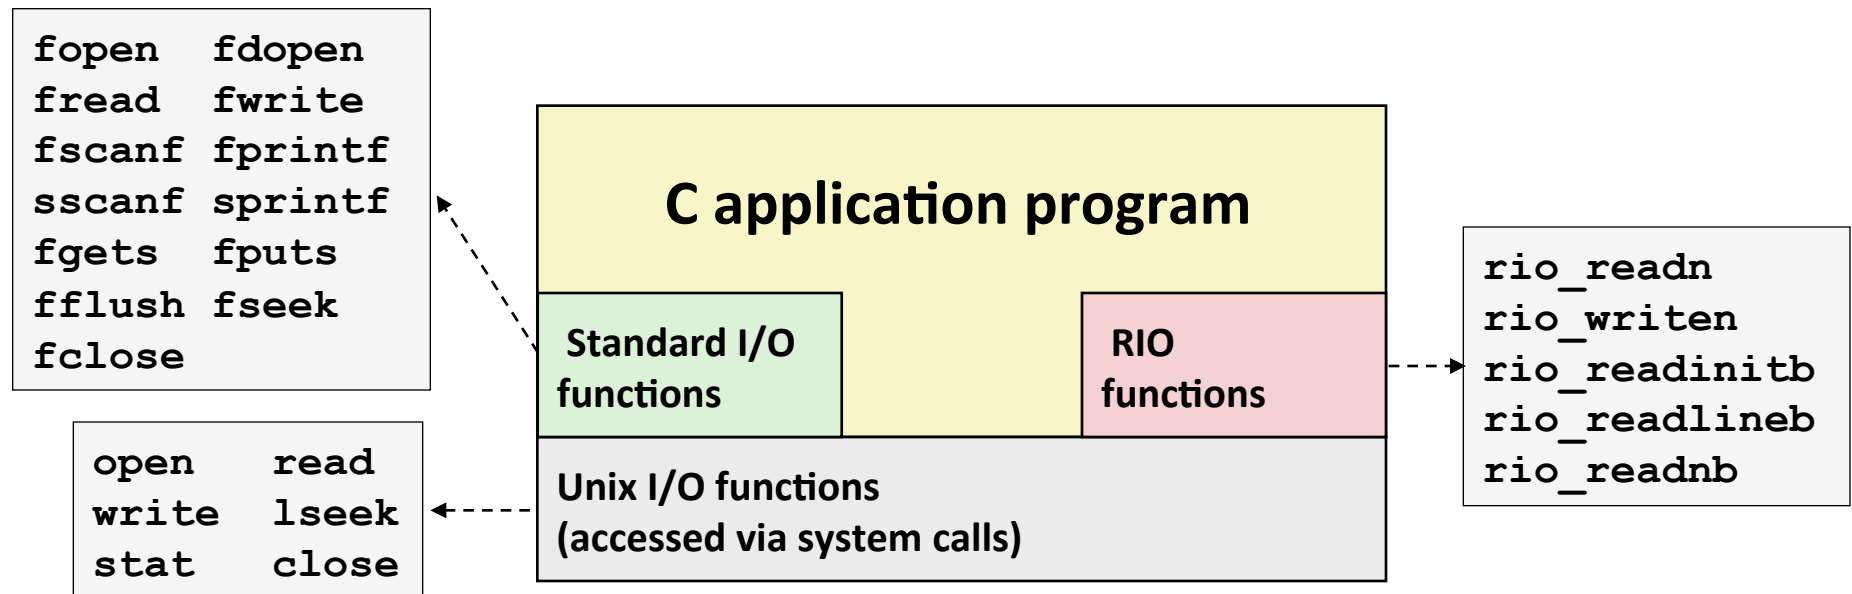 fopen fdopen
fread fwrite
fscanf fprintf
sscanf sprintf
fgets fputs
fflush fseek
fclose
C application program
Standard I/O
functions
RIO
functions
rio_readn
rio_writen
rio_readinitb
rio_readlineb
rio_readnb
open read
write lseek
stat close
Unix I/O functions
(accessed via system calls)